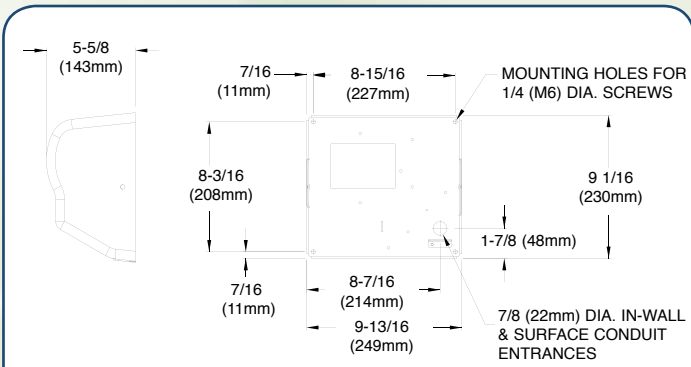 5-5/8
(143mm)
7/16
(11mm)
8-15/16
(227mm)
MOUNTING HOLES FOR
1/4 (M6) DIA. SCREWS
8-3/16
(208mm)
9 1/16
(230mm)
1-7/8 (48mm)
7/16
(11mm)
8-7/16
(214mm)
9-13/16
(249mm)
7/8 (22mm) DIA. IN-WALL
& SURFACE CONDUIT
ENTRANCES